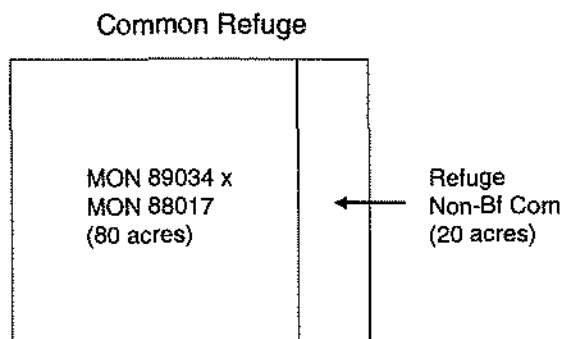 Common Refuge
MON 89034 x
MON 88017
(80 acres)
Refuge
Non-Bt Corn
(20 acres)